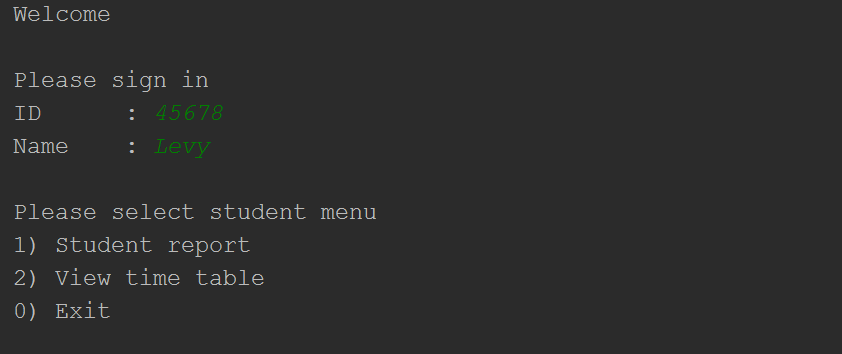 Welcome
Please sign in
ID : 45678
Name : Levy
Please select student menu
1) Student report
2) View time table
0) Exit